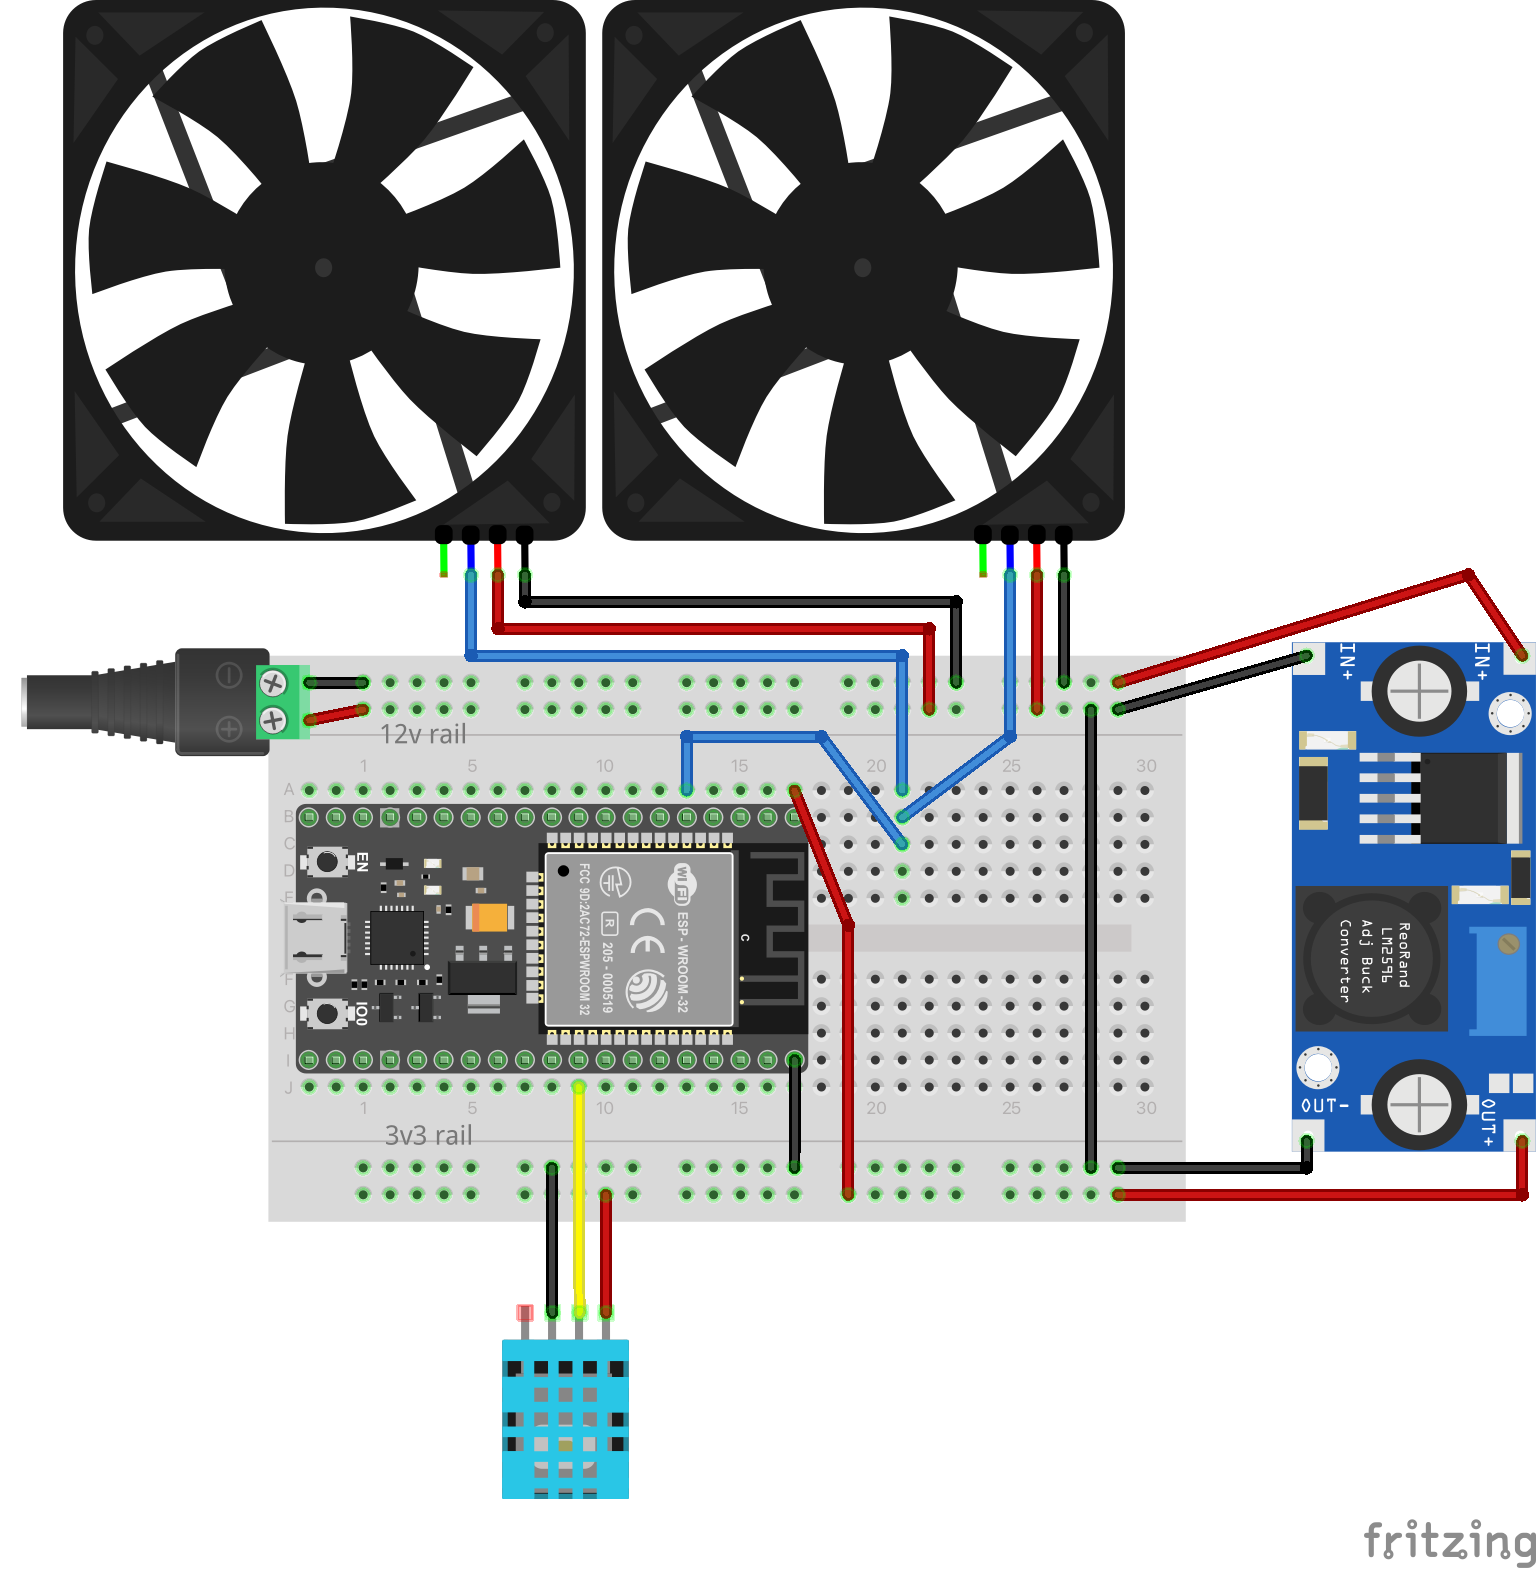 IN+
IN+
12v rail
1 5 10 15 20 25 30
A
B
C
D
E
F
G
H
I
J
EN
IO0
FCC 9D:2AC72-ESPWROOM 32
R
205 - 000519
CE
WiFi
ESP - WROOM -32
C
ReoRand
LM2596
Adj Buck
Converter
OUT-
OUT+
1 5 10 15 20 25 30
3v3 rail
fritzing